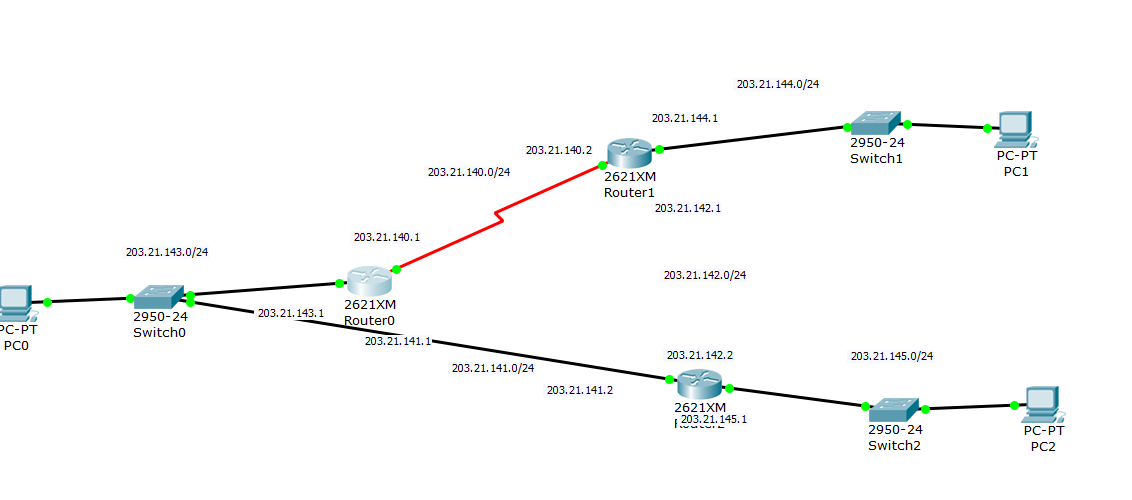 203.21.144.0/24
203.21.144.1
2950-24
Switch1
PC-PT
PC1
203.21.140.2
203.21.140.0/24
2621XM
Router1
203.21.142.1
203.21.140.1
203.21.143.0/24
203.21.142.0/24
2621XM
Router0
PC-PT
PC0
2950-24
Switch0
203.21.143.1
203.21.141.1
203.21.142.2
203.21.145.0/24
203.21.141.0/24
203.21.141.2
2621XM
203.21.145.1
2950-24
Switch2
PC-PT
PC2